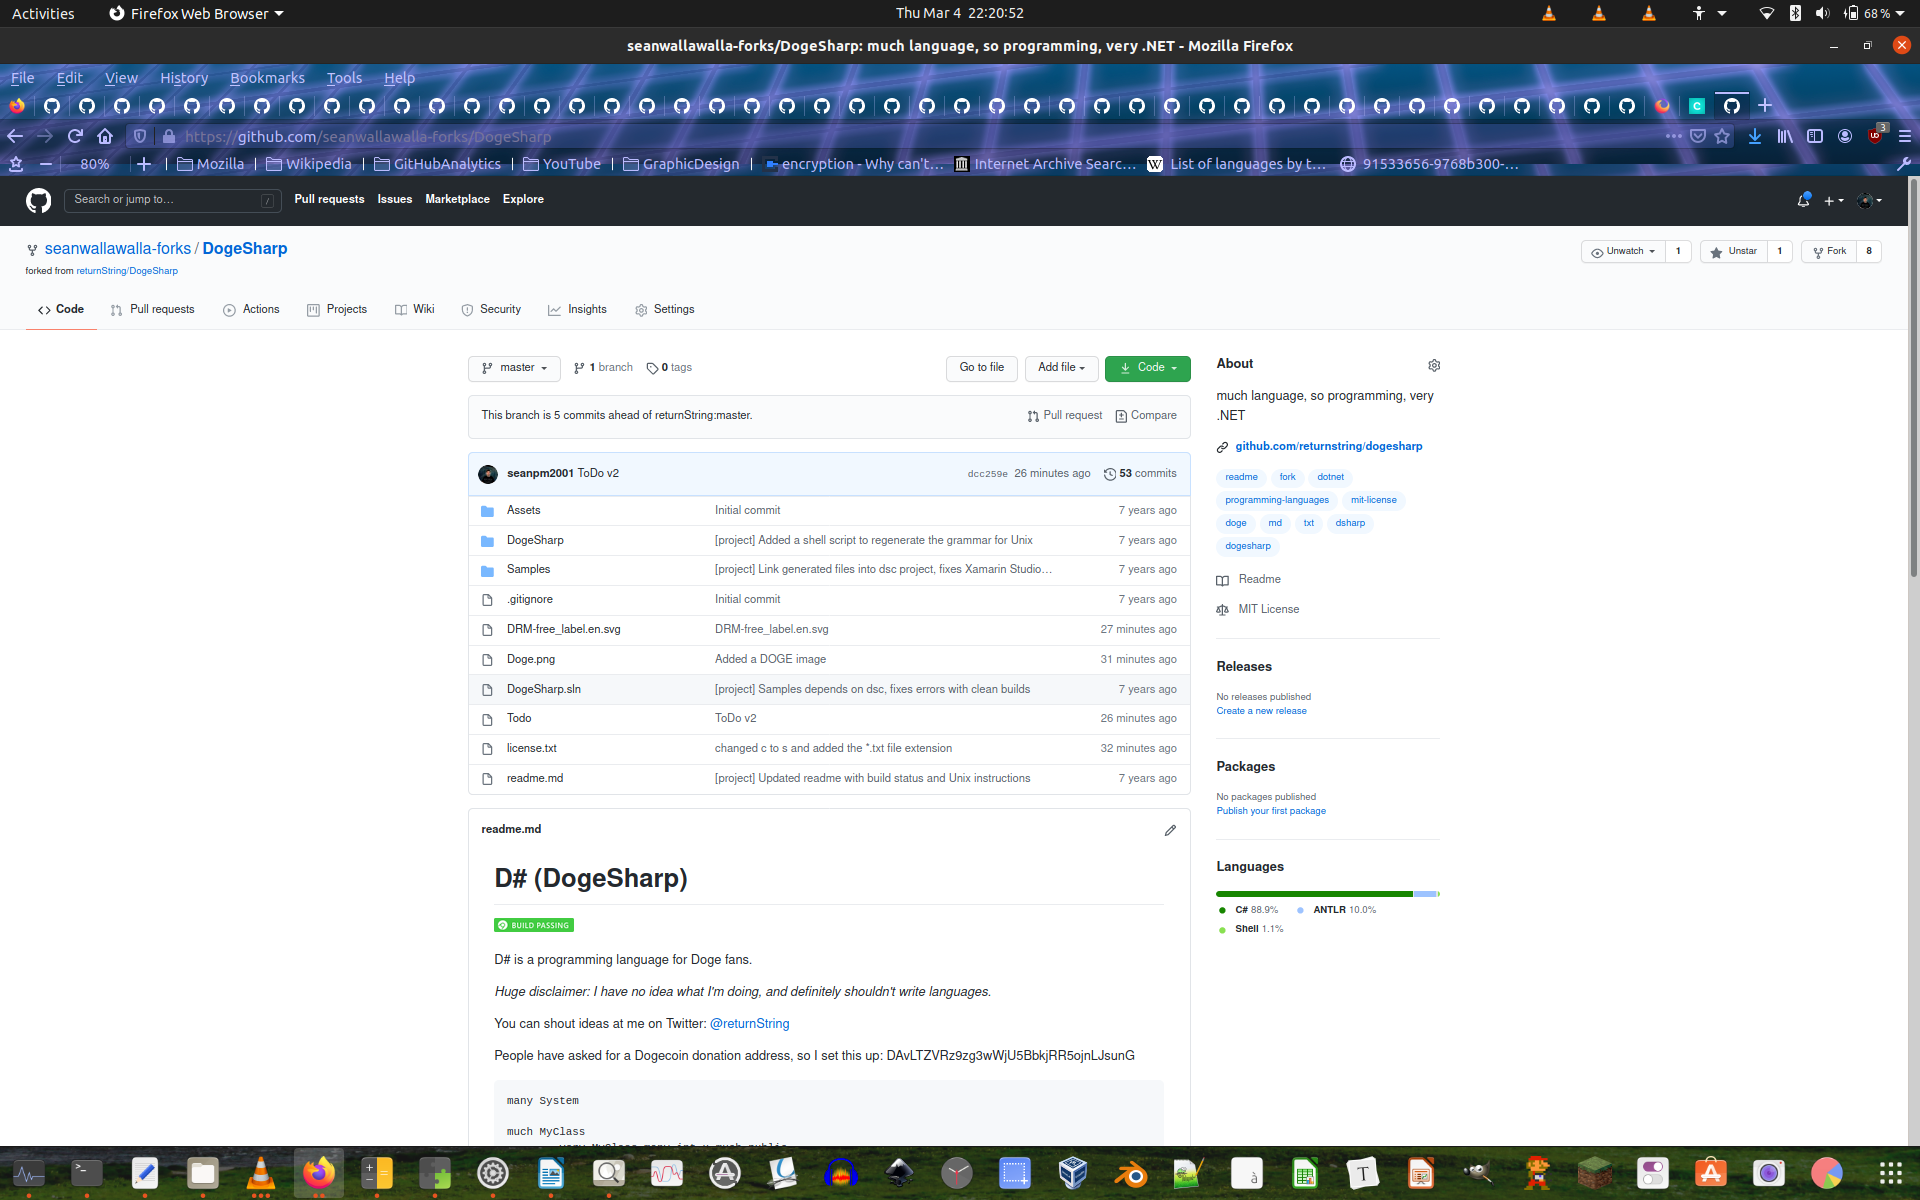 Activities Firefox Web Browser Thu Mar 4 22:20:52 68 %
seanwallawalla-forks/DogeSharp: much language, so programming, very .NET - Mozilla Firefox
File Edit View History Bookmarks Tools Help
https://github.com/seanwallawalla-forks/DogeSharp 3
80% Mozilla Wikipedia GitHubAnalytics YouTube GraphicDesign encryption - Why can't… Internet Archive Searc… List of languages by t… 91533656-9768b300-…
Search or jump to… / Pull requests Issues Marketplace Explore
seanwallawalla-forks / DogeSharp Unwatch 1 Unstar 1 Fork 8
forked from returnString/DogeSharp
Code Pull requests Actions Projects Wiki Security Insights Settings
master 1 branch 0 tags Go to file Add file Code
This branch is 5 commits ahead of returnString:master. Pull request Compare
seanpm2001 ToDo v2 dcc259e 26 minutes ago 53 commits
Assets Initial commit 7 years ago
DogeSharp [project] Added a shell script to regenerate the grammar for Unix 7 years ago
Samples [project] Link generated files into dsc project, fixes Xamarin Studio… 7 years ago
.gitignore Initial commit 7 years ago
DRM-free_label.en.svg DRM-free_label.en.svg 27 minutes ago
Doge.png Added a DOGE image 31 minutes ago
DogeSharp.sln [project] Samples depends on dsc, fixes errors with clean builds 7 years ago
Todo ToDo v2 26 minutes ago
license.txt changed c to s and added the *.txt file extension 32 minutes ago
readme.md [project] Updated readme with build status and Unix instructions 7 years ago
readme.md
D# (DogeSharp)
BUILD PASSING
D# is a programming language for Doge fans.
Huge disclaimer: I have no idea what I'm doing, and definitely shouldn't write languages.
You can shout ideas at me on Twitter: @returnString
People have asked for a Dogecoin donation address, so I set this up: DAvLTZVRz9zg3wWjU5BbkjRR5ojnLJsunG
many System
much MyClass
very MyClass many int x much public
About
much language, so programming, very
.NET
github.com/returnstring/dogesharp
readme fork dotnet
programming-languages mit-license
doge md txt dsharp
dogesharp
Readme
MIT License
Releases
No releases published
Create a new release
Packages
No packages published
Publish your first package
Languages
C# 88.9% ANTLR 10.0%
Shell 1.1%